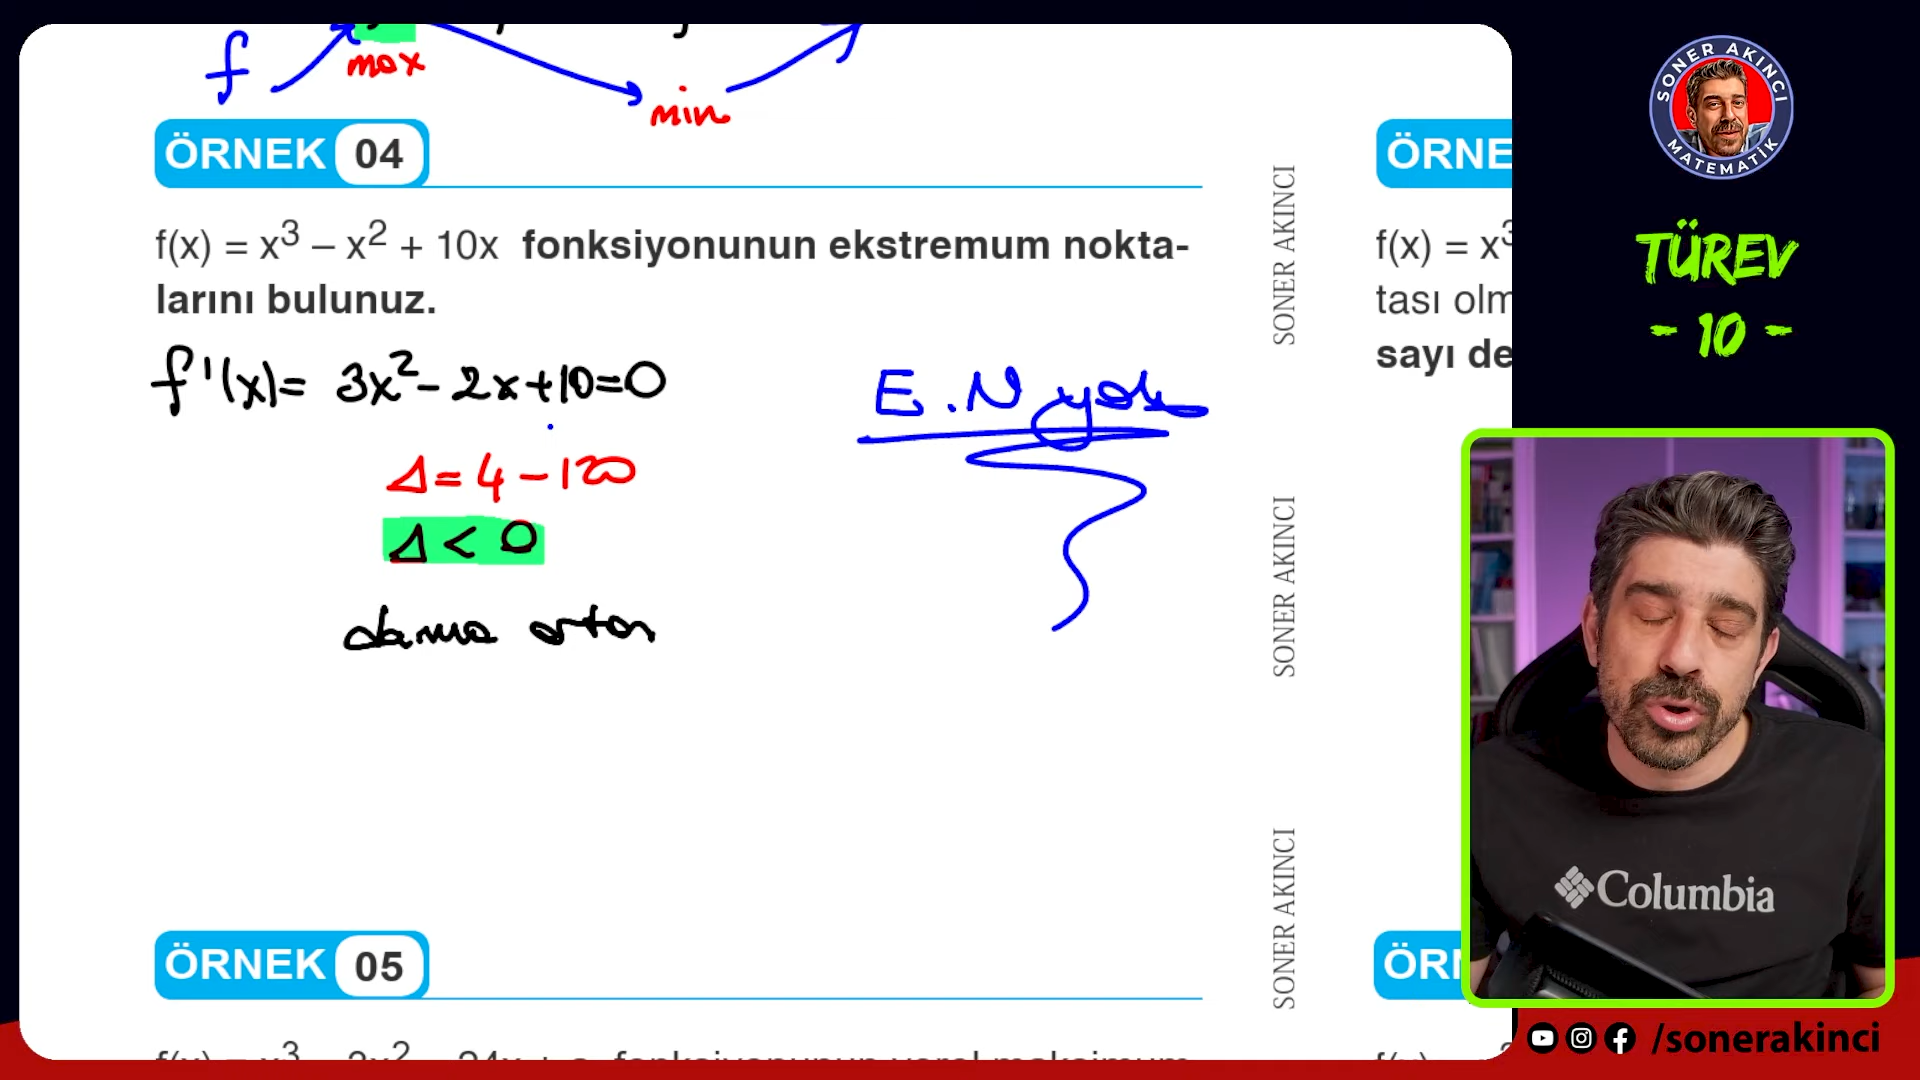 f
max
min
ÖRNEK 04
f(x) = x³ – x² + 10x fonksiyonunun ekstremum nokta-
larını bulunuz.
f'(x)= 3x²- 2x+10=0
Δ= 4 -120
Δ < 0
daima artan
E.N yok
ÖRNEK 05
SONER AKINCI
SONER AKINCI
SONER AKINCI
ÖRNE
f(x) = x³
tası olm
sayı de
ÖRN
SONER AKINCI
MATEMATİK
TÜREV
- 10 -
Columbia
/sonerakinci